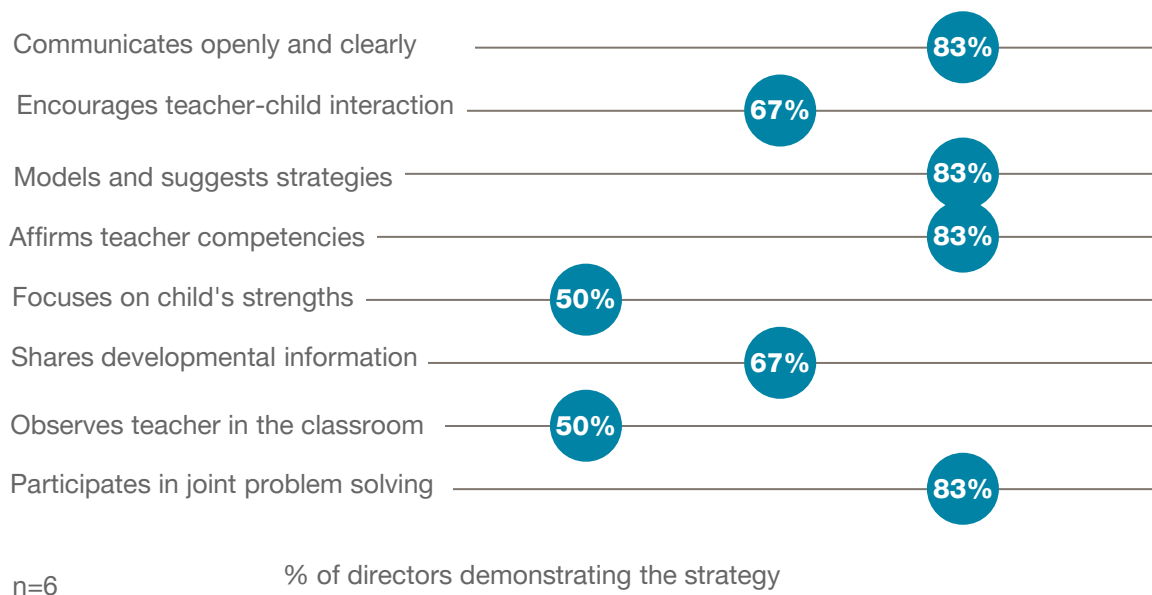 Communicates openly and clearly 83%
Encourages teacher-child interaction 67%
Models and suggests strategies 83%
Affirms teacher competencies 83%
Focuses on child's strengths 50%
Shares developmental information 67%
Observes teacher in the classroom 50%
Participates in joint problem solving 83%
n=6 % of directors demonstrating the strategy